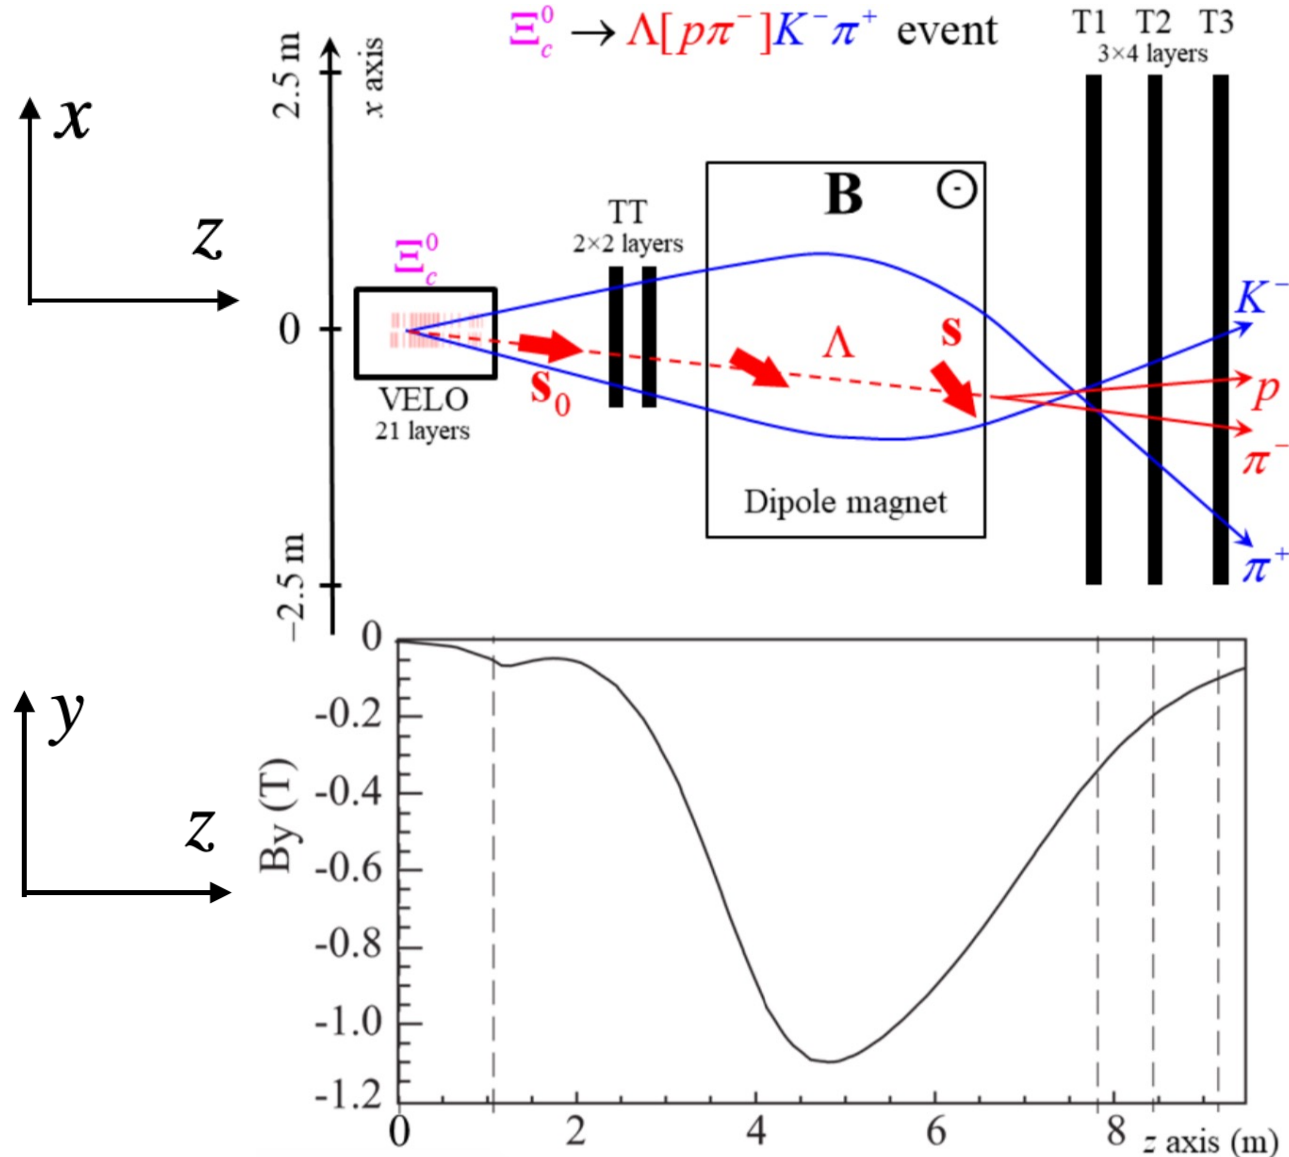 Ξc0 → Λ[pπ−]K−π+ event
T1 T2 T3
3×4 layers
2.5 m
x axis
x
z
B
TT
2×2 layers
Ξc0
K−
0
Λ
s
s0
p
VELO
21 layers
π−
Dipole magnet
π+
−2.5 m
0
y
-0.2
z
-0.4
By (T)
-0.6
-0.8
-1.0
-1.2
0 2 4 6 8 z axis (m)